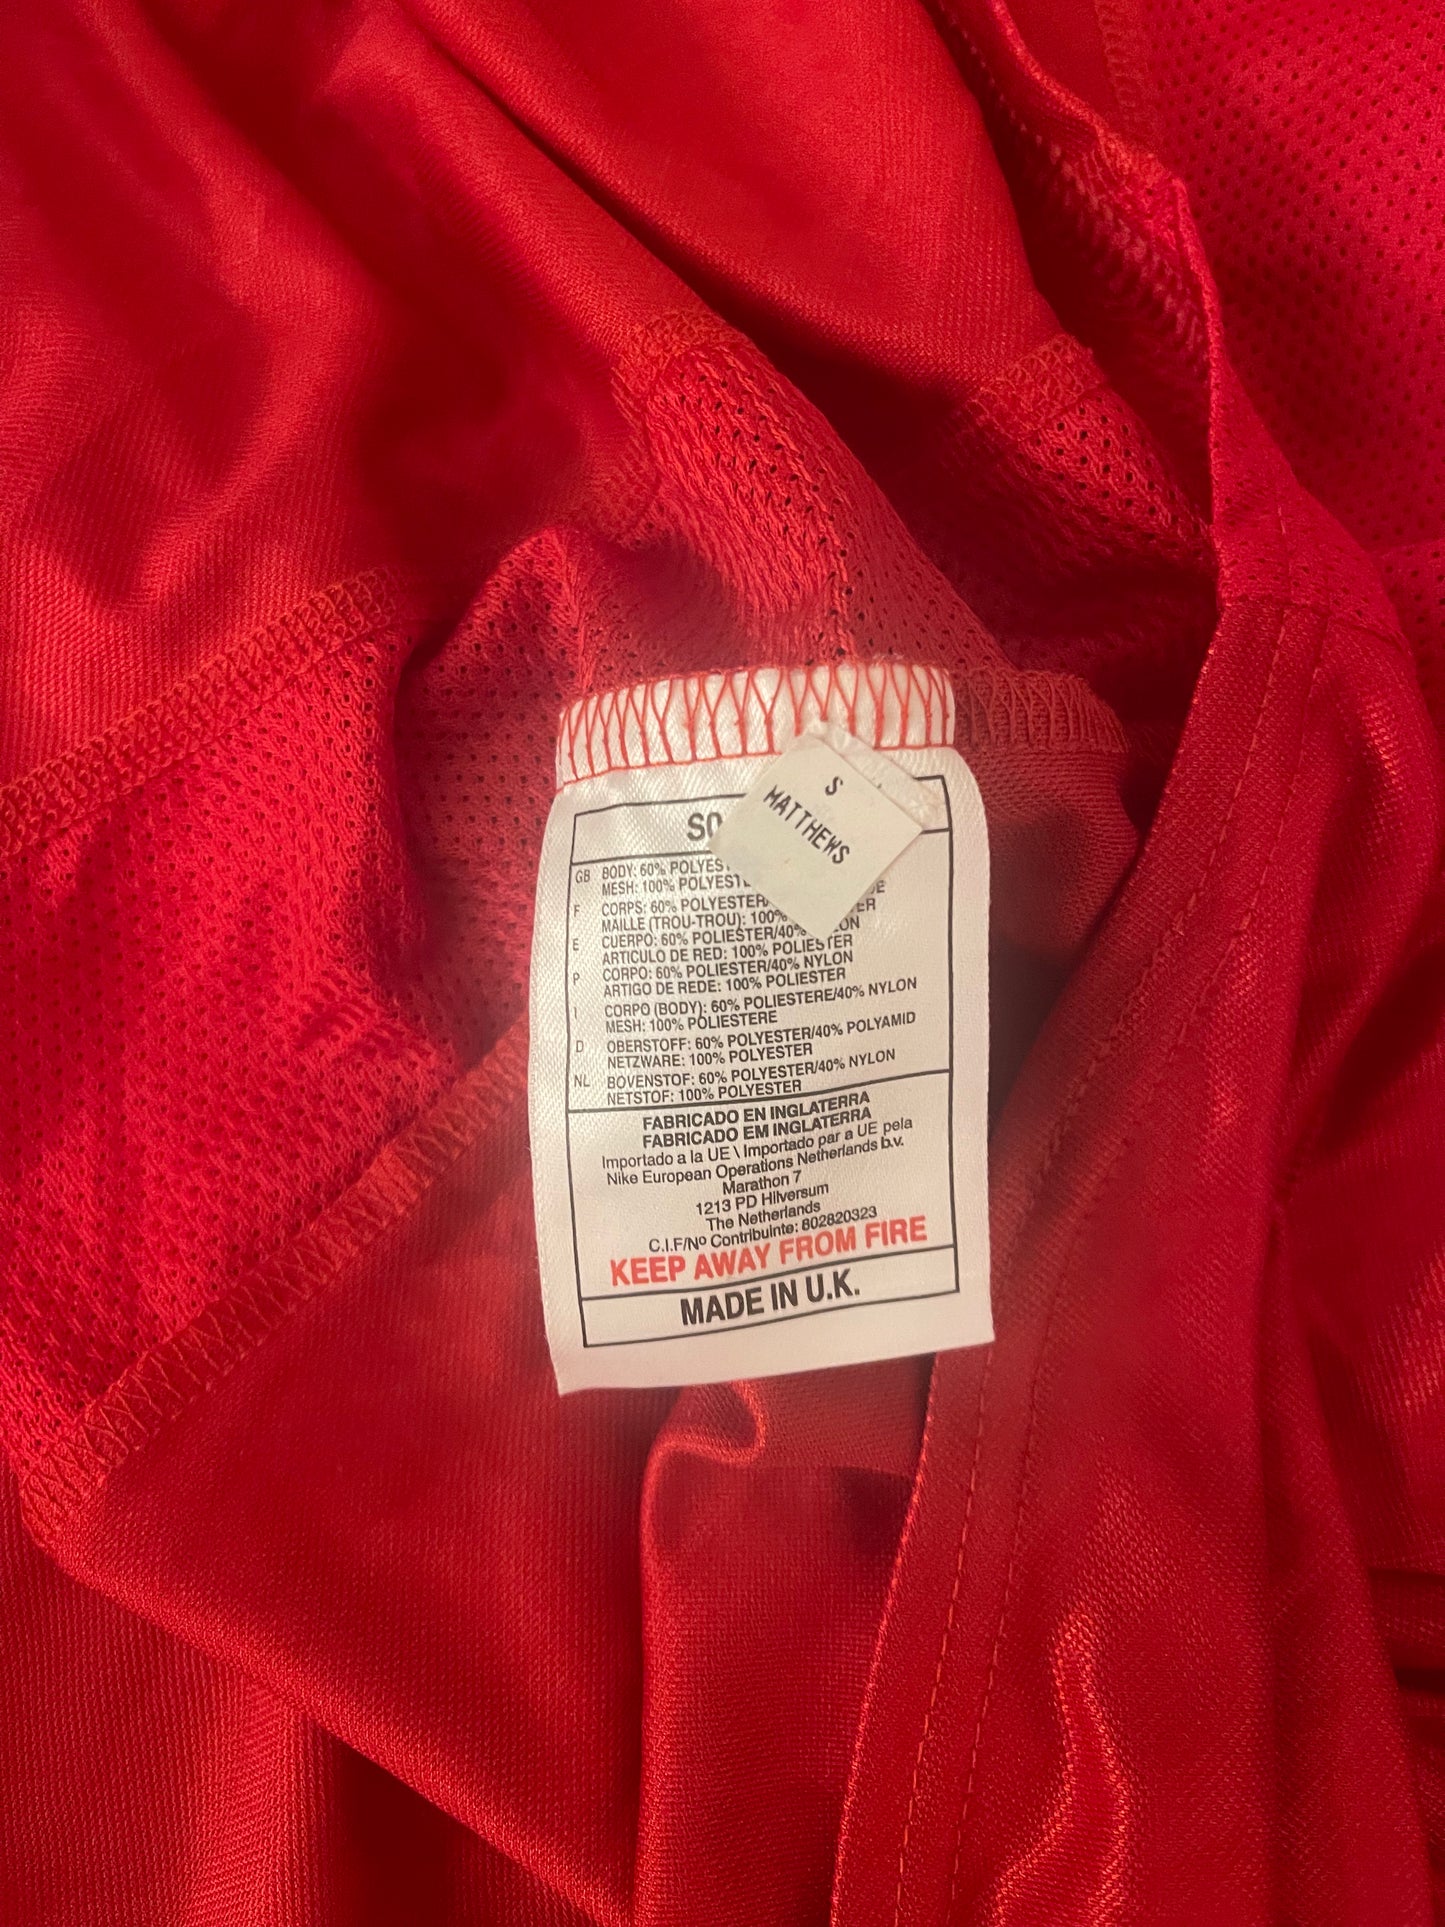 S
MATTHEWS
GB BODY: 60%
MESH: 100%
F CORPS: 60% POLYESTER
MAILLE (TROU-TROU): 100%
E CUERPO: 60% POLIESTER/40%
ARTICULO DE RED: 100% POLIESTER
P CORPO: 60% POLIESTER/40% NYLON
ARTIGO DE REDE: 100% POLIESTER
I CORPO (BODY): 60% POLIESTERE/40% NYLON
MESH: 100% POLIESTERE
D OBERSTOFF: 60% POLYESTER/40% POLYAMID
NETZWARE: 100% POLYESTER
NL BOVENSTOF: 60% POLYESTER/40% NYLON
NETSTOF: 100% POLYESTER
FABRICADO EN INGLATERRA
FABRICADO EM INGLATERRA
Importado a la UE \ Importado par a UE pela
Nike European Operations Netherlands b.v.
Marathon 7
1213 PD Hilversum
The Netherlands
C.I.F/Nº Contribuinte: 802820323
KEEP AWAY FROM FIRE
MADE IN U.K.